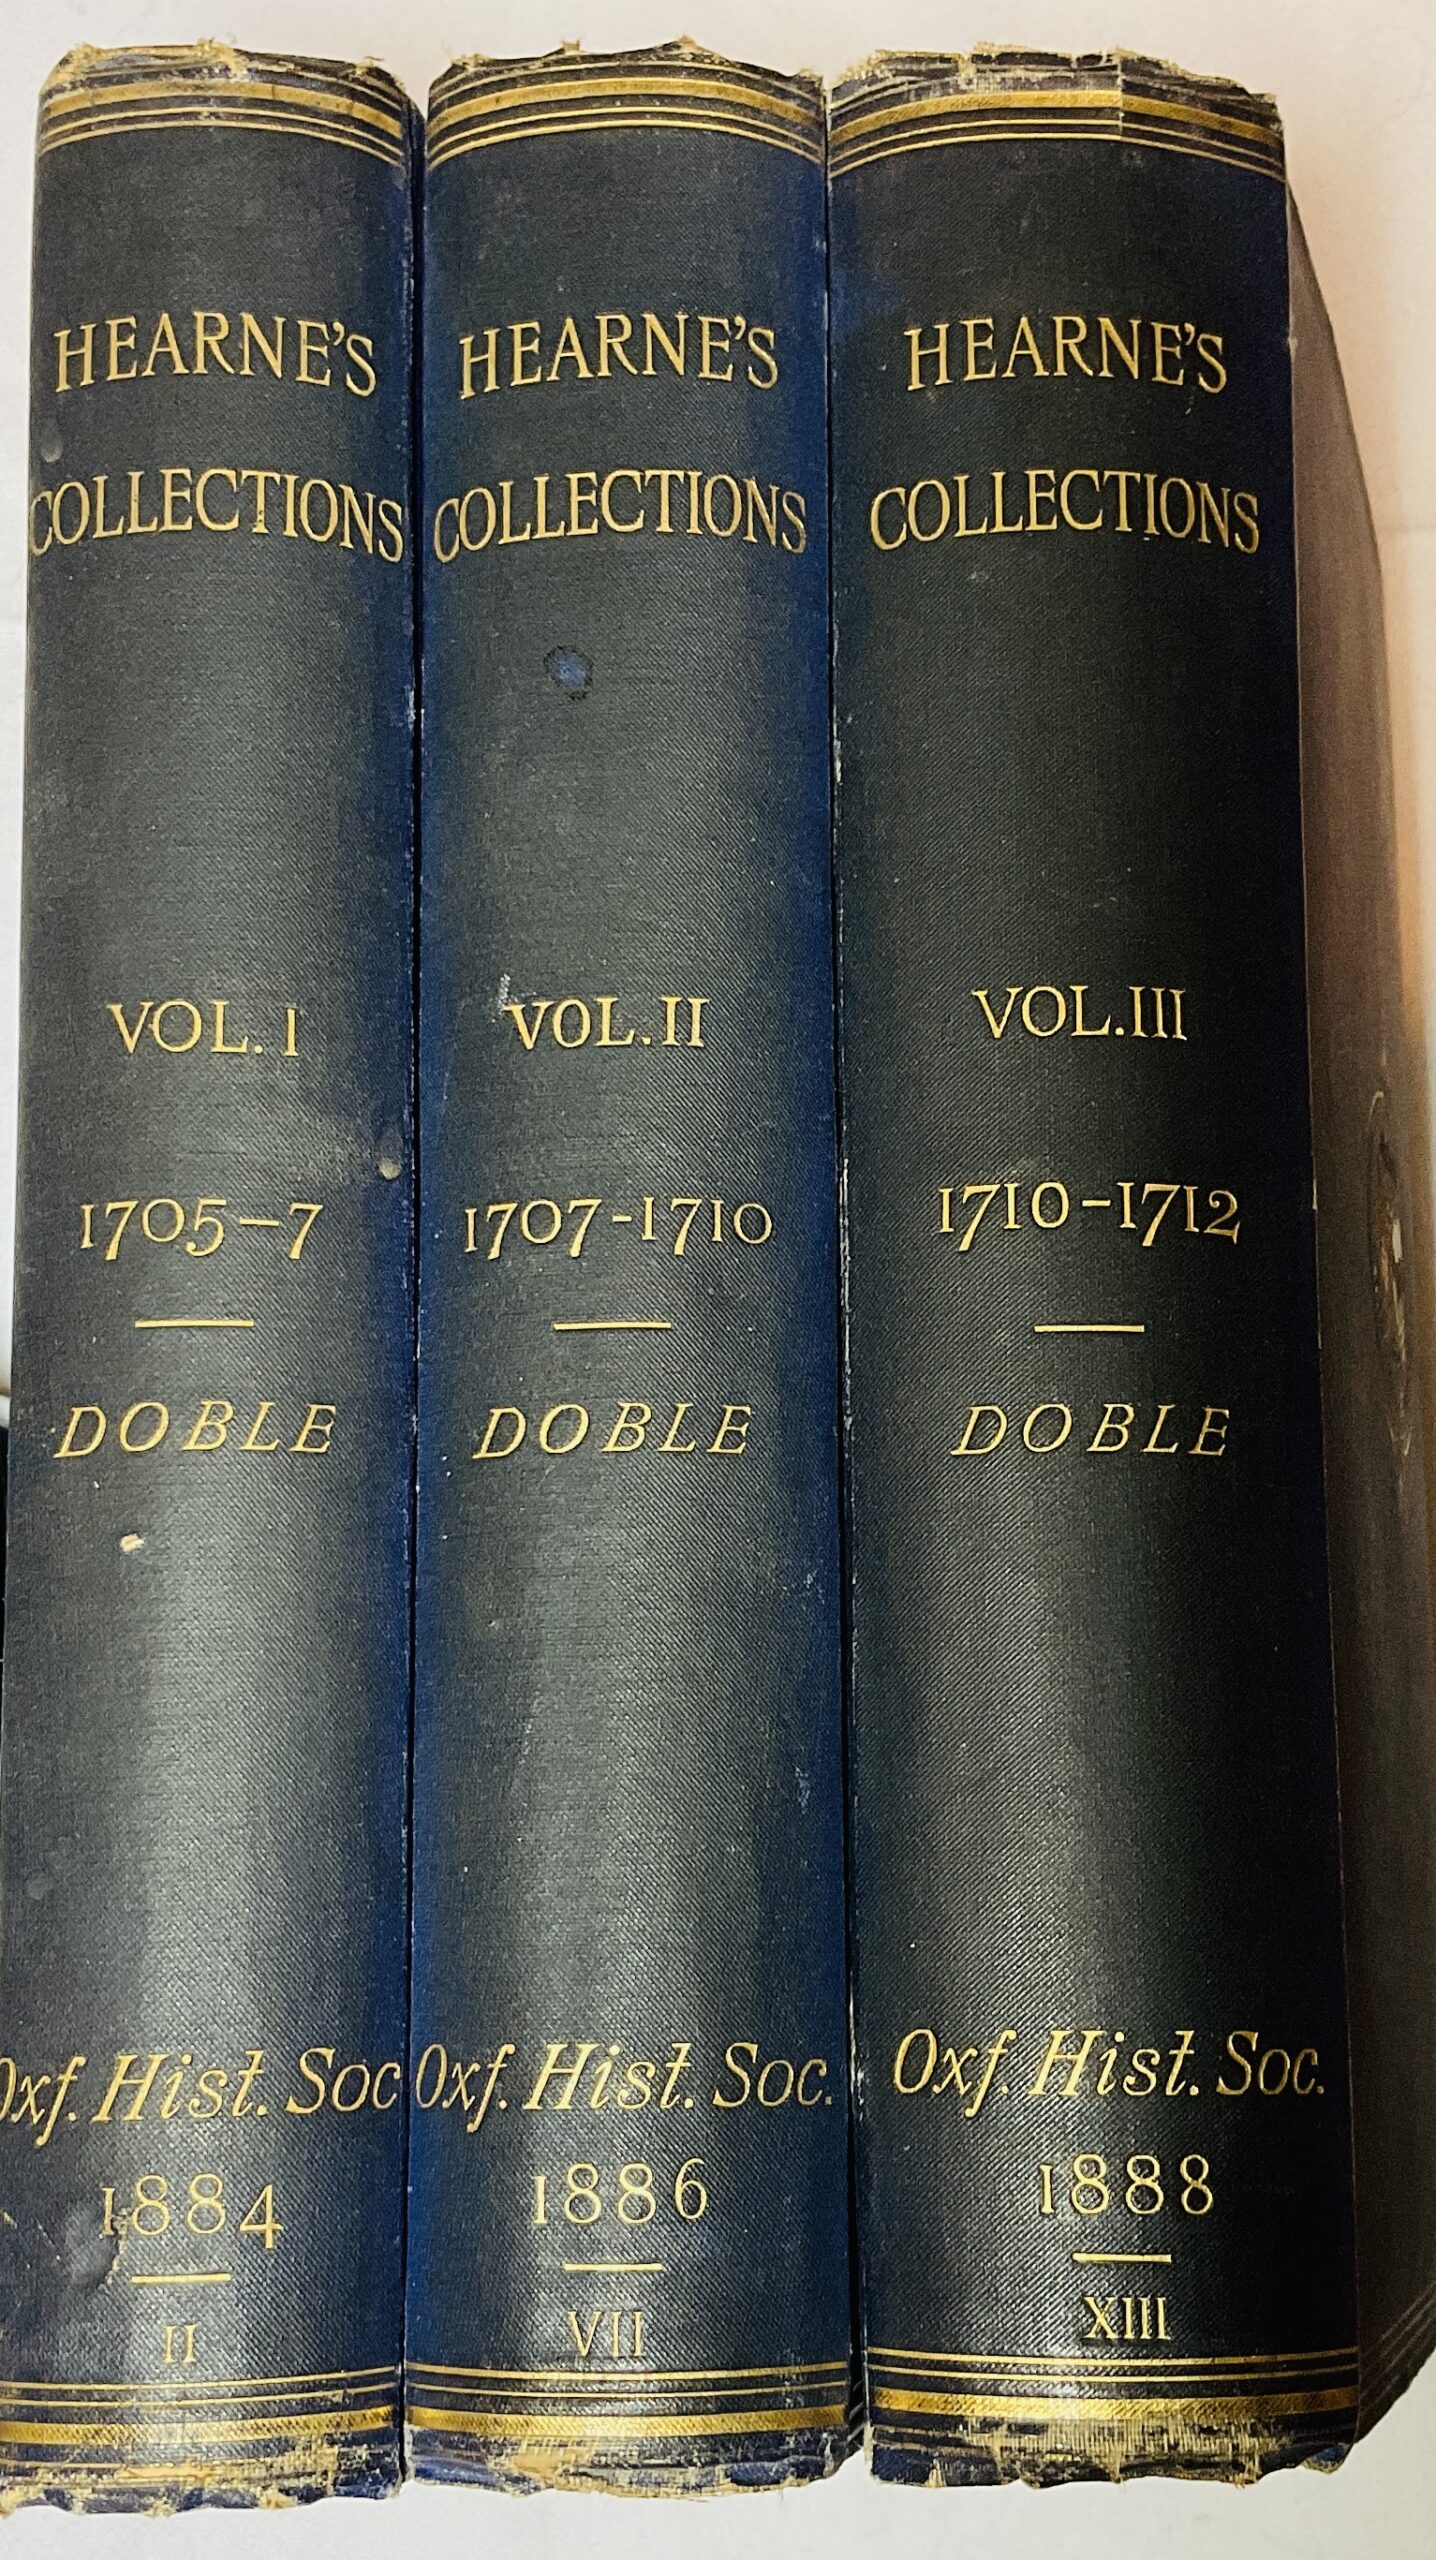 HEARNE'S
COLLECTIONS
VOL. I
1705-7
DOBLE
Oxf. Hist. Soc
1884
II
HEARNE'S
COLLECTIONS
VOL. II
1707-1710
DOBLE
Oxf. Hist. Soc.
1886
VII
HEARNE'S
COLLECTIONS
VOL. III
1710-1712
DOBLE
Oxf. Hist. Soc.
1888
XIII